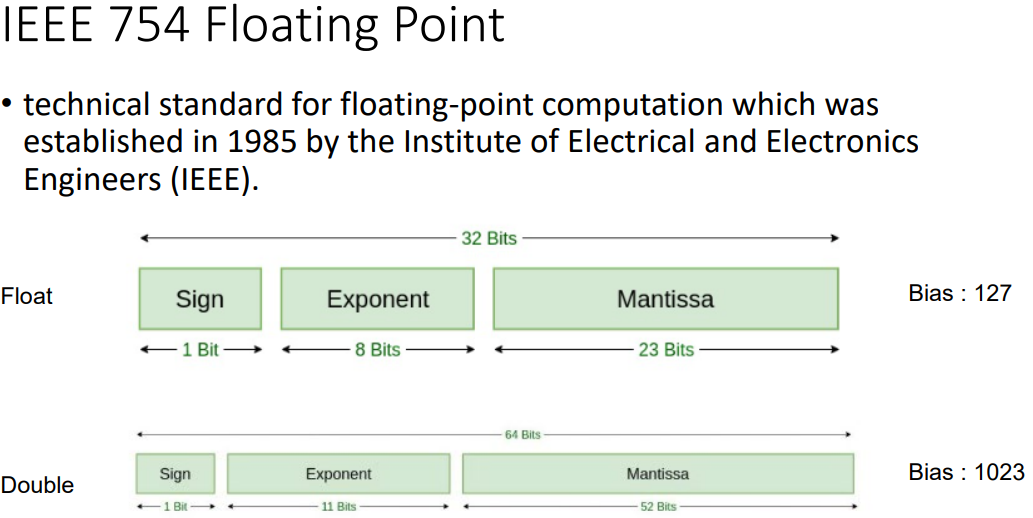 IEEE 754 Floating Point
• technical standard for floating-point computation which was
established in 1985 by the Institute of Electrical and Electronics
Engineers (IEEE).
32 Bits
Float
Sign
Exponent
Mantissa
Bias : 127
1 Bit
8 Bits
23 Bits
64 Bits
Double
Sign
Exponent
Mantissa
Bias : 1023
1 Bit
11 Bits
52 Bits